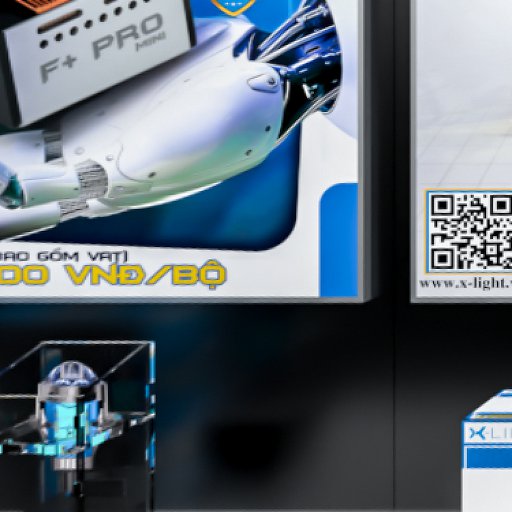 F+ PRO
MINI
BAO GỒM VAT)
00 VNĐ/BỘ
www.x-light.v
X-LI